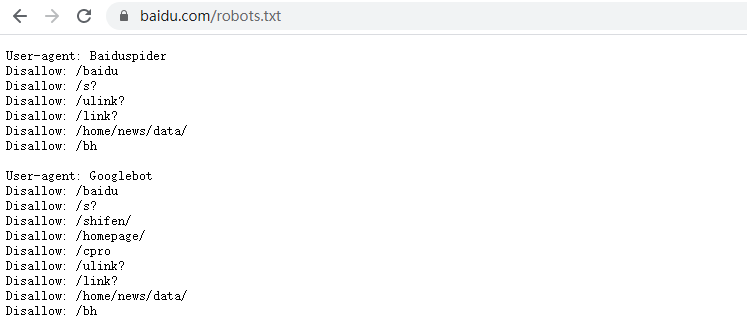 baidu.com/robots.txt
User-agent: Baiduspider
Disallow: /baidu
Disallow: /s?
Disallow: /ulink?
Disallow: /link?
Disallow: /home/news/data/
Disallow: /bh
User-agent: Googlebot
Disallow: /baidu
Disallow: /s?
Disallow: /shifen/
Disallow: /homepage/
Disallow: /cpro
Disallow: /ulink?
Disallow: /link?
Disallow: /home/news/data/
Disallow: /bh